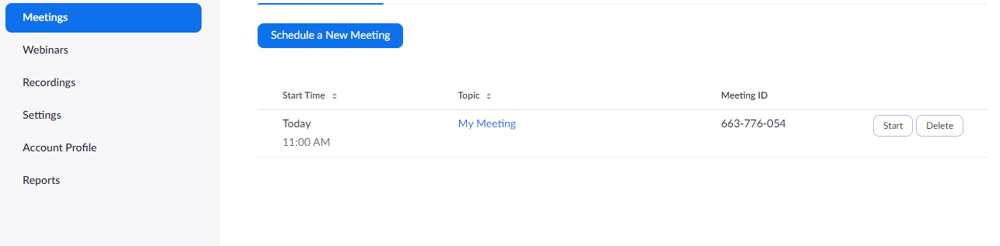 Meetings
Webinars
Recordings
Settings
Account Profile
Reports
Schedule a New Meeting
Start Time Topic Meeting ID
Today My Meeting 663-776-054 Start Delete
11:00 AM